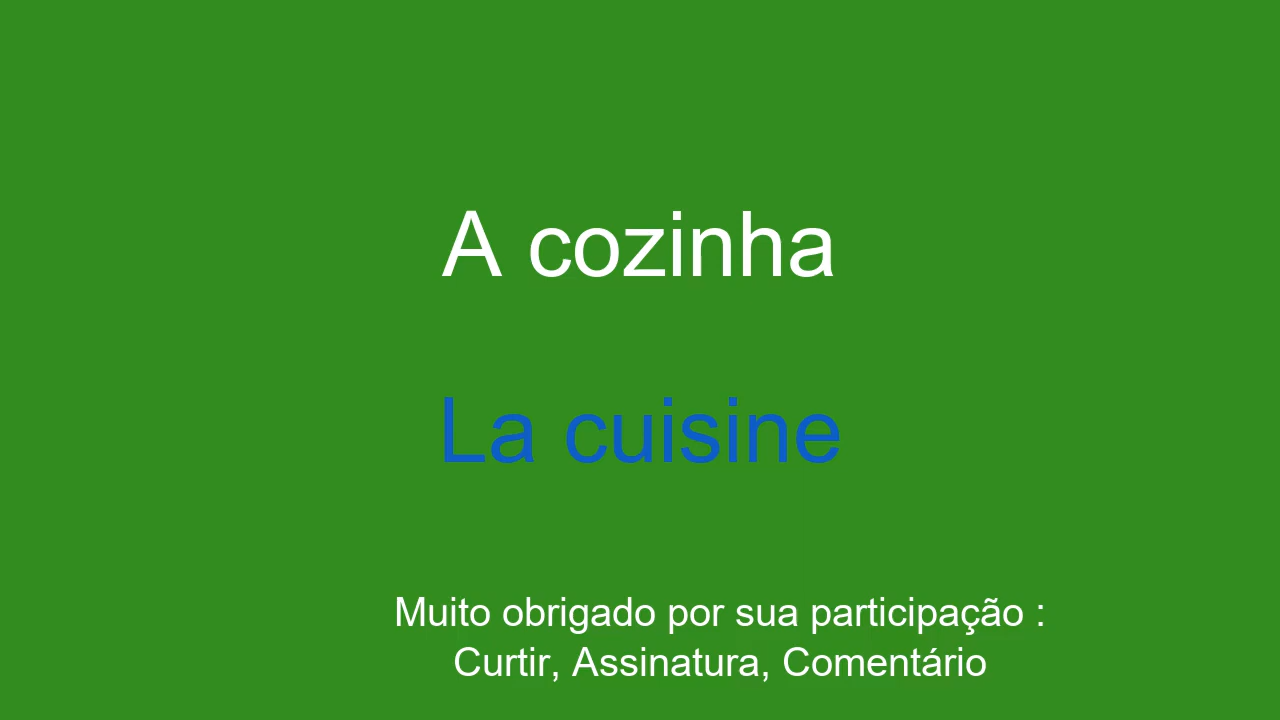 A cozinha
La cuisine
Muito obrigado por sua participação :
Curtir, Assinatura, Comentário